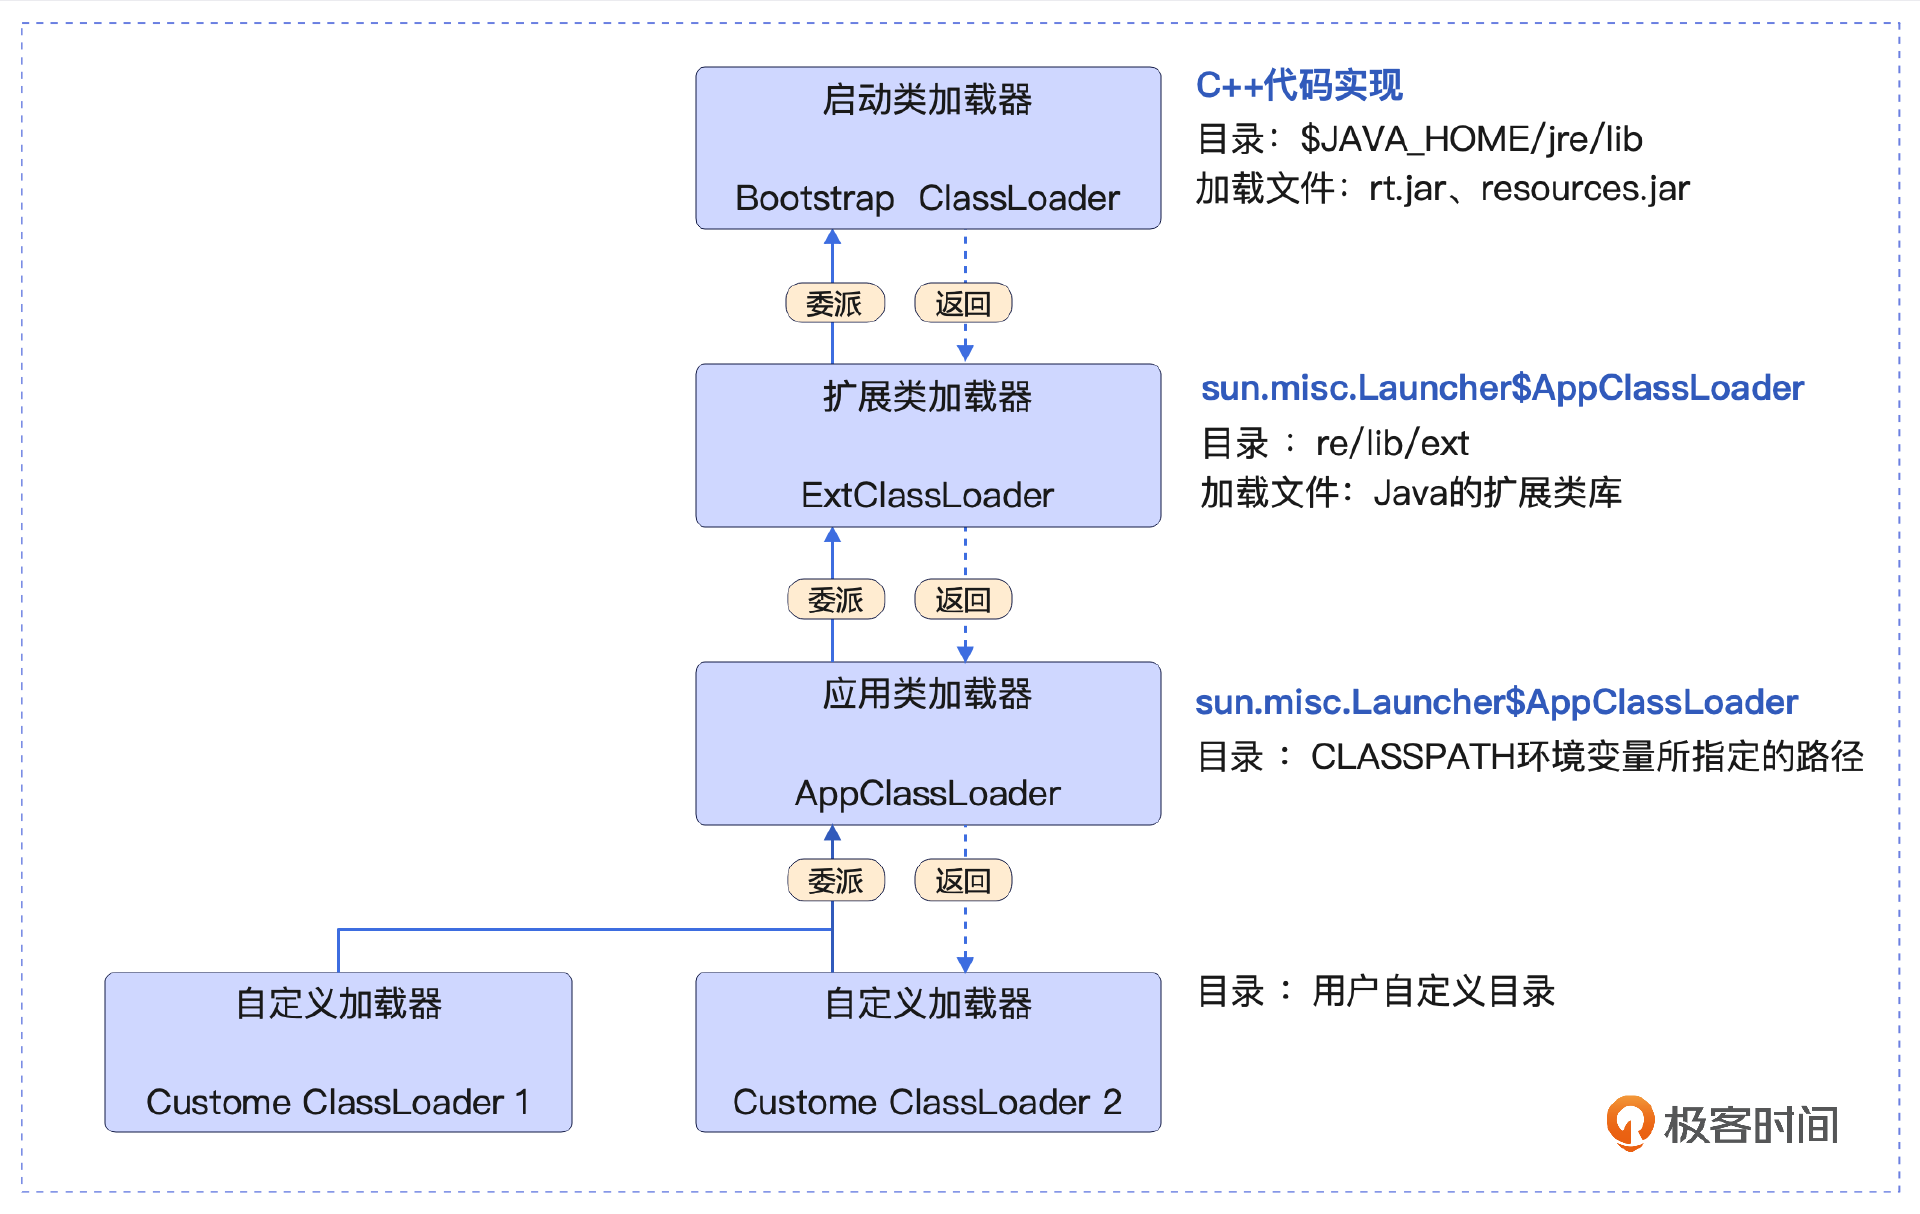 启动类加载器
Bootstrap ClassLoader
C++代码实现
目录：$JAVA_HOME/jre/lib
加载文件：rt.jar、resources.jar
委派
返回
扩展类加载器
ExtClassLoader
sun.misc.Launcher$AppClassLoader
目录 ：re/lib/ext
加载文件：Java的扩展类库
委派
返回
应用类加载器
AppClassLoader
sun.misc.Launcher$AppClassLoader
目录 ：CLASSPATH环境变量所指定的路径
委派
返回
自定义加载器
Custome ClassLoader 1
自定义加载器
Custome ClassLoader 2
目录 ：用户自定义目录
极客时间